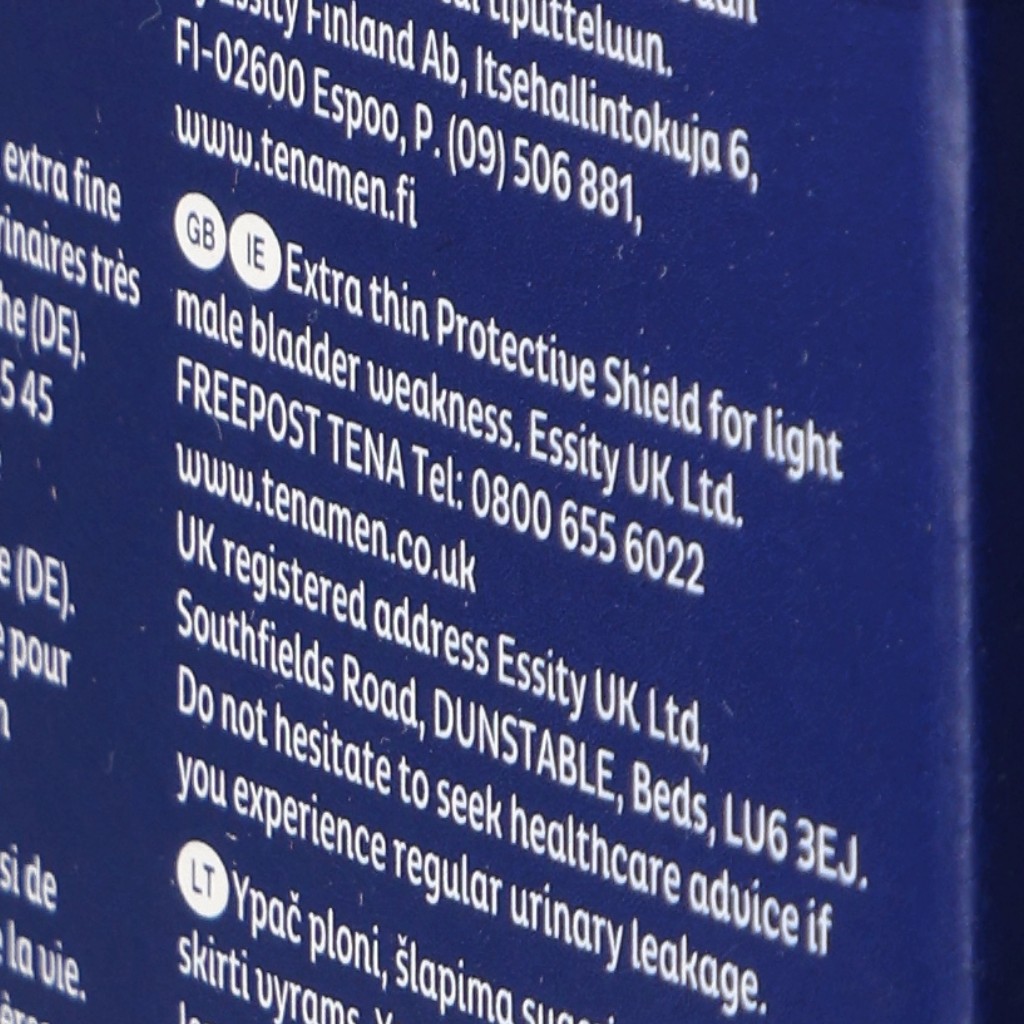 extra fine
très
(DE).
5 45
(DE).
pour
si de
la vie.
tiputteluun.
Finland Ab, Itsehallintokuja 6,
FI-02600 Espoo, P. (09) 506 881,
www.tenamen.fi
GB IE Extra thin Protective Shield for light
male bladder weakness. Essity UK Ltd.
FREEPOST TENA Tel: 0800 655 6022
www.tenamen.co.uk
UK registered address Essity UK Ltd,
Southfields Road, DUNSTABLE, Beds, LU6 3EJ.
Do not hesitate to seek healthcare advice if
you experience regular urinary leakage.
LT Ypač ploni, šlapimą
skirti vyrams.